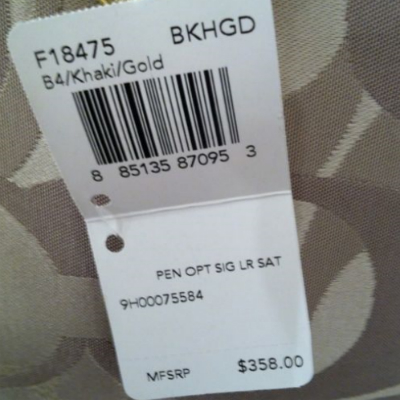 F18475 BKHGD
B4/Khaki/Gold
8 85135 87095 3
PEN OPT SIG LR SAT
9H00075584
MFSRP $358.00